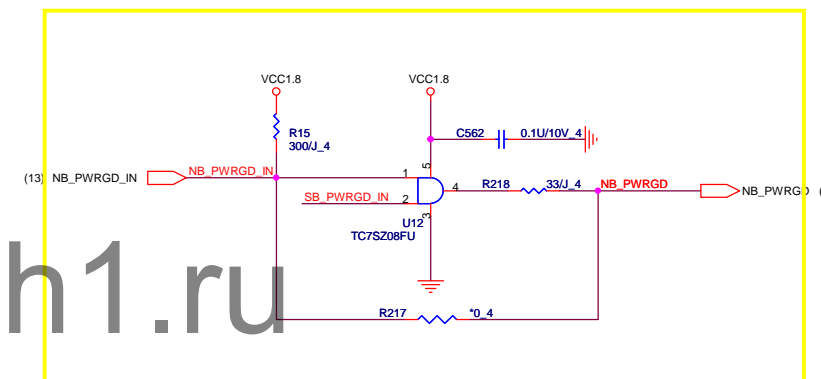 VCC1.8 VCC1.8
C562 0.1U/10V_4
R15
300/J_4
5
(13) NB_PWRGD_IN NB_PWRGD_IN 1
4 R218 33/J_4 NB_PWRGD NB_PWRGD (
SB_PWRGD_IN 2
3
U12
TC7SZ08FU
h1.ru
R217 *0_4